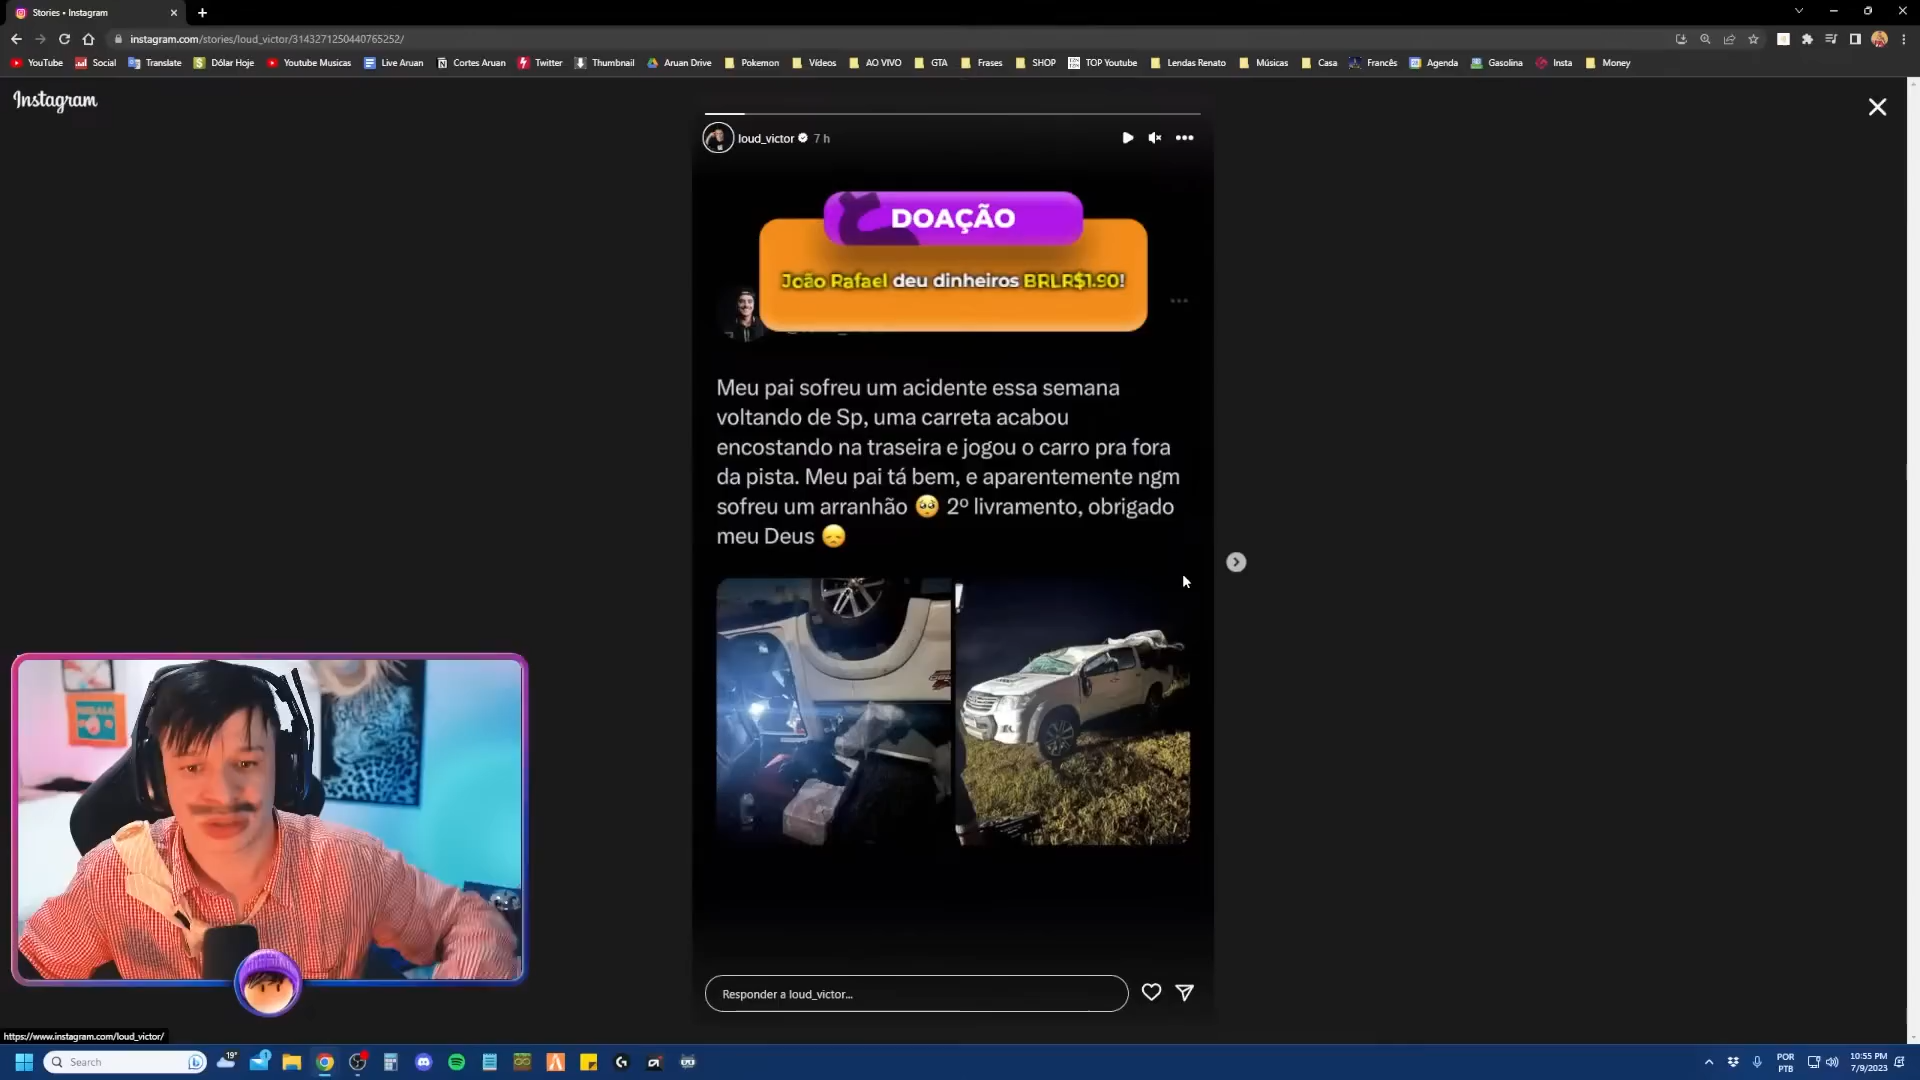 Stories • Instagram
instagram.com/stories/loud_victor/3143271250440765252/
YouTube
Social
Translate
Dólar Hoje
Youtube Musicas
Live Aruan
Cortes Aruan
Twitter
Thumbnail
Aruan Drive
Pokemon
Vídeos
AO VIVO
GTA
Frases
SHOP
TOP Youtube
Lendas Renato
Músicas
Casa
Francês
Agenda
Gasolina
Insta
Money
Instagram
loud_victor 7 h
DOAÇÃO
João Rafael deu dinheiros BRLR$1.90!
Meu pai sofreu um acidente essa semana
voltando de Sp, uma carreta acabou
encostando na traseira e jogou o carro pra fora
da pista. Meu pai tá bem, e aparentemente ngm
sofreu um arranhão 🥺 2º livramento, obrigado
meu Deus 😞
Responder a loud_victor...
https://www.instagram.com/loud_victor/
Search
19°
POR
PTB
10:55 PM
7/9/2023